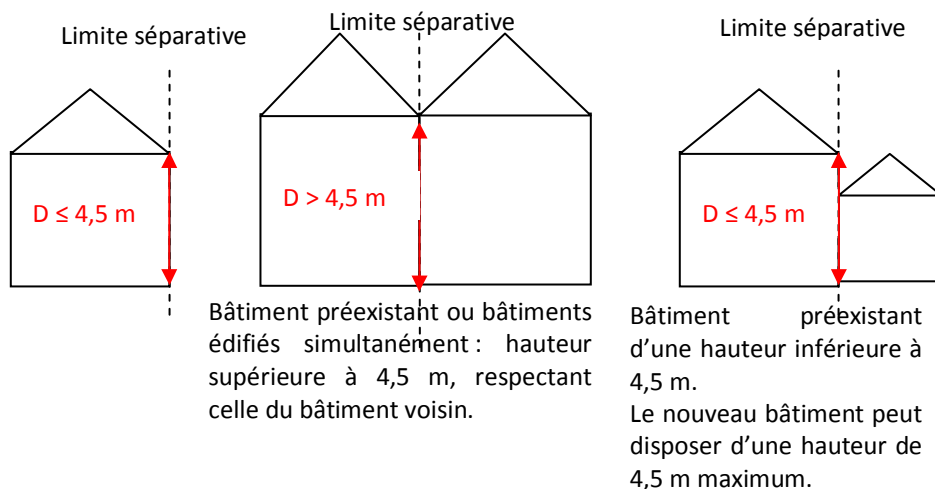 Limite séparative
D ≤ 4,5 m
Limite séparative
D > 4,5 m
Bâtiment préexistant ou bâtiments
édifiés simultanément : hauteur
supérieure à 4,5 m, respectant
celle du bâtiment voisin.
Limite séparative
D ≤ 4,5 m
Bâtiment préexistant
d’une hauteur inférieure à
4,5 m.
Le nouveau bâtiment peut
disposer d’une hauteur de
4,5 m maximum.